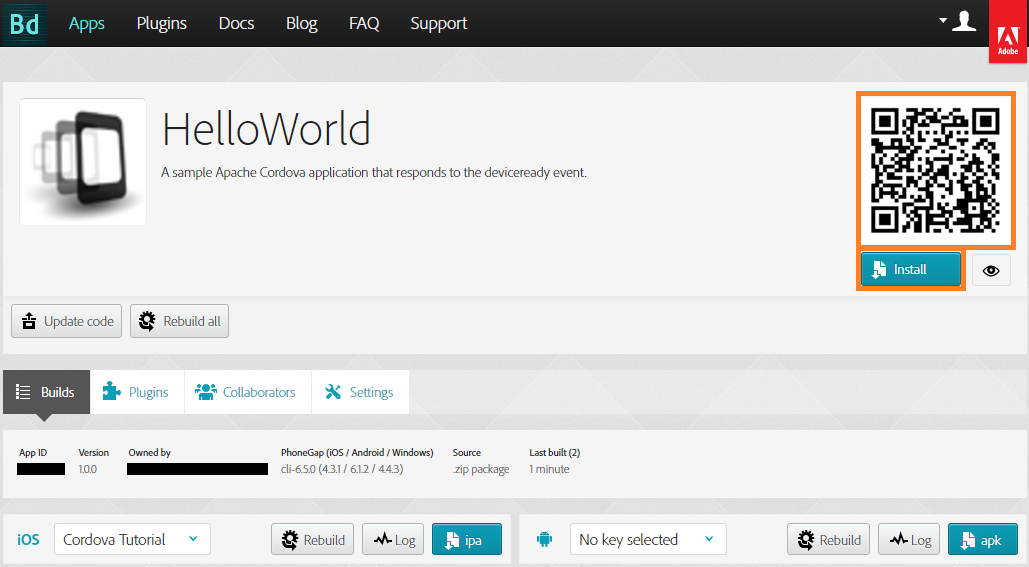 Bd Apps Plugins Docs Blog FAQ Support
Adobe
HelloWorld
A sample Apache Cordova application that responds to the deviceready event.
Install
Update code Rebuild all
Builds Plugins Collaborators Settings
App ID Version Owned by PhoneGap (iOS / Android / Windows) Source Last built (2)
1.0.0 cli-6.5.0 (4.3.1 / 6.1.2 / 4.4.3) .zip package 1 minute
iOS Cordova Tutorial Rebuild Log ipa No key selected Rebuild Log apk